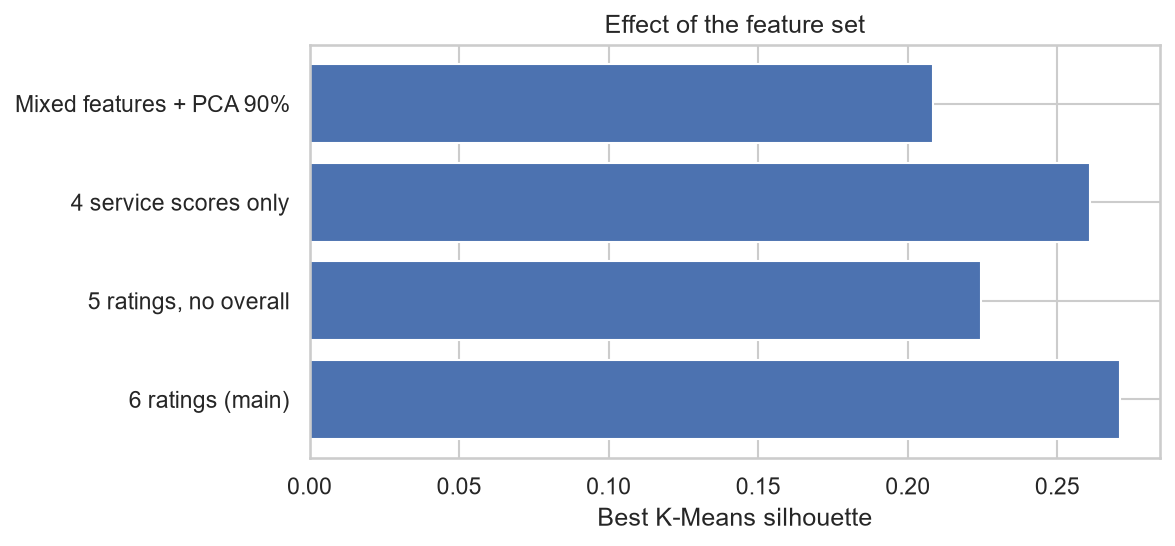 Effect of the feature set
Mixed features + PCA 90%
4 service scores only
5 ratings, no overall
6 ratings (main)
0.00 0.05 0.10 0.15 0.20 0.25
Best K-Means silhouette